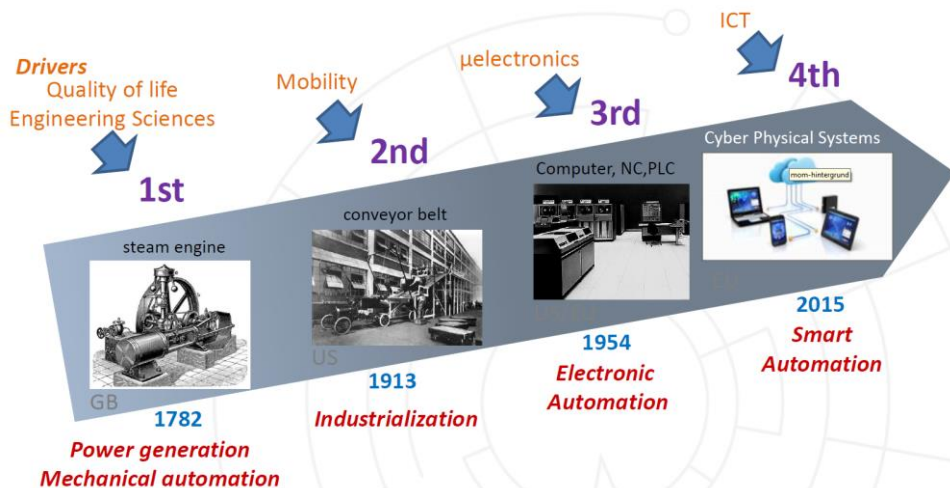 Drivers
Quality of life
Engineering Sciences
1st
steam engine
GB
1782
Power generation
Mechanical automation
Mobility
2nd
conveyor belt
US
1913
Industrialization
µelectronics
3rd
Computer, NC,PLC
1954
Electronic
Automation
ICT
4th
Cyber Physical Systems
mom-hintergrund
2015
Smart
Automation